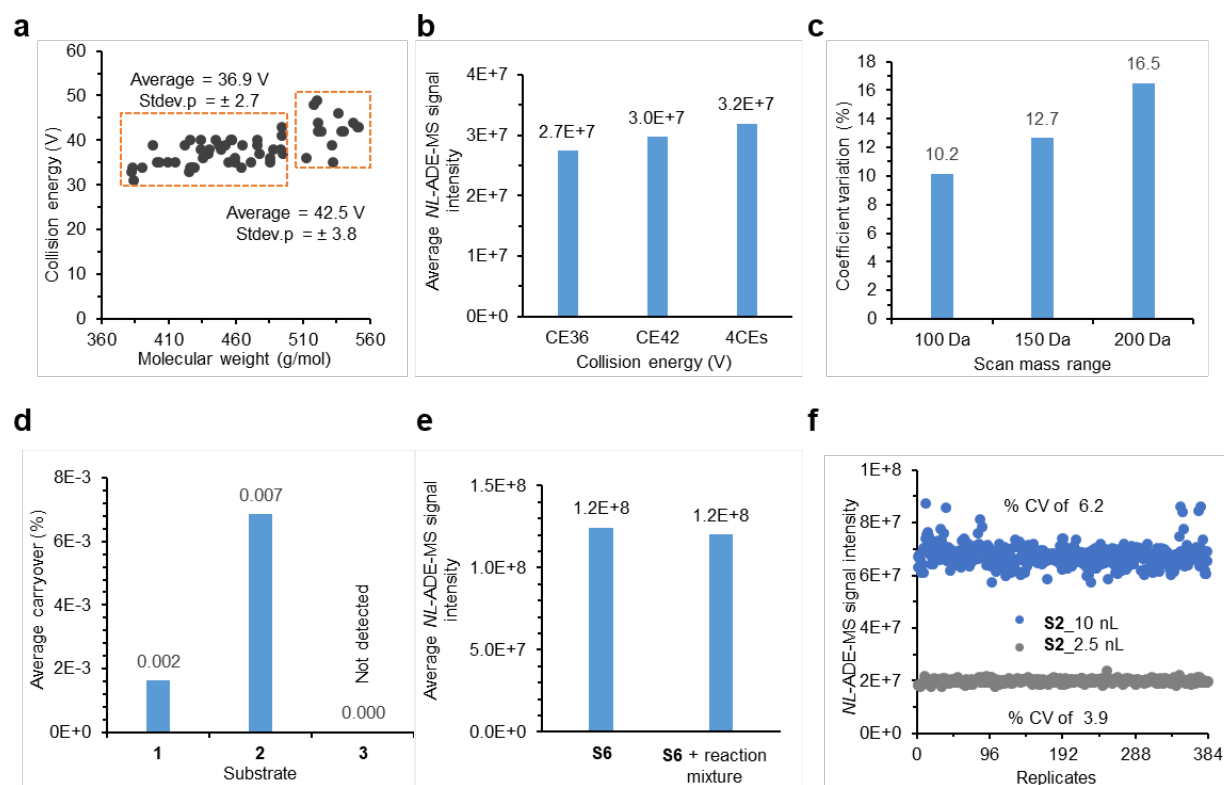 a
60
50
40
30
20
10
0
Collision energy (V)
Average = 36.9 V
Stdev.p = ± 2.7
Average = 42.5 V
Stdev.p = ± 3.8
360
410
460
510
560
Molecular weight (g/mol)
b
4E+7
3E+7
2E+7
1E+7
0E+0
Average NL-ADE-MS signal
intensity
2.7E+7
3.0E+7
3.2E+7
CE36
CE42
4CEs
Collision energy (V)
c
18
16
14
12
10
8
6
4
2
0
Coefficient variation (%)
10.2
12.7
16.5
100 Da
150 Da
200 Da
Scan mass range
d
8E-3
6E-3
4E-3
2E-3
0E+0
Average carryover (%)
0.002
0.007
Not detected
0.000
1
2
3
Substrate
e
1.5E+8
1.0E+8
5.0E+7
0.0E+0
Average NL-ADE-MS signal
intensity
1.2E+8
1.2E+8
S6
S6 + reaction
mixture
f
1E+8
8E+7
6E+7
4E+7
2E+7
0E+0
NL-ADE-MS signal intensity
% CV of 6.2
S2_10 nL
S2_2.5 nL
% CV of 3.9
0
96
192
288
384
Replicates